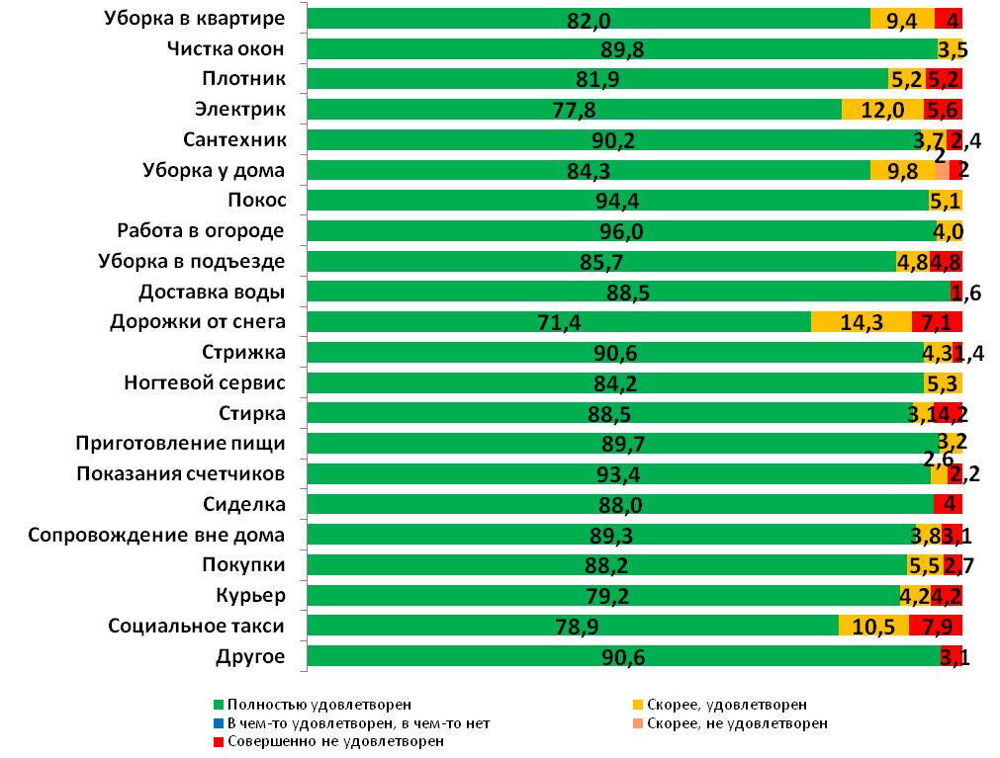 Уборка в квартире 82,0 9,4 4
Чистка окон 89,8 3,5
Плотник 81,9 5,2 5,2
Электрик 77,8 12,0 5,6
Сантехник 90,2 3,7 2,4
Уборка у дома 84,3 9,8 2 2
Покос 94,4 5,1
Работа в огороде 96,0 4,0
Уборка в подъезде 85,7 4,8 4,8
Доставка воды 88,5 1,6
Дорожки от снега 71,4 14,3 7,1
Стрижка 90,6 4,3 1,4
Ногтевой сервис 84,2 5,3
Стирка 88,5 3,1 4,2
Приготовление пищи 89,7 3,2
Показания счетчиков 93,4 2,6 2,2
Сиделка 88,0 4
Сопровождение вне дома 89,3 3,8 3,1
Покупки 88,2 5,5 2,7
Курьер 79,2 4,2 4,2
Социальное такси 78,9 10,5 7,9
Другое 90,6 3,1
Полностью удовлетворен Скорее, удовлетворен
В чем-то удовлетворен, в чем-то нет Скорее, не удовлетворен
Совершенно не удовлетворен